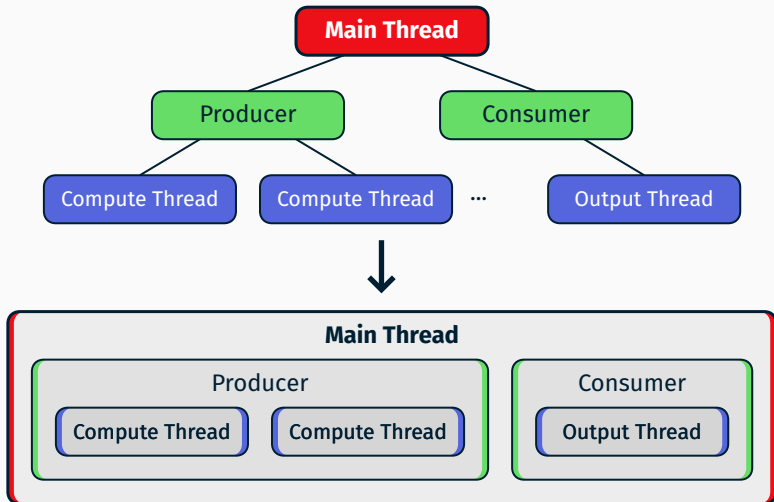 Main Thread
Producer
Consumer
Compute Thread
Compute Thread
...
Output Thread
Main Thread
Producer
Consumer
Compute Thread
Compute Thread
Output Thread